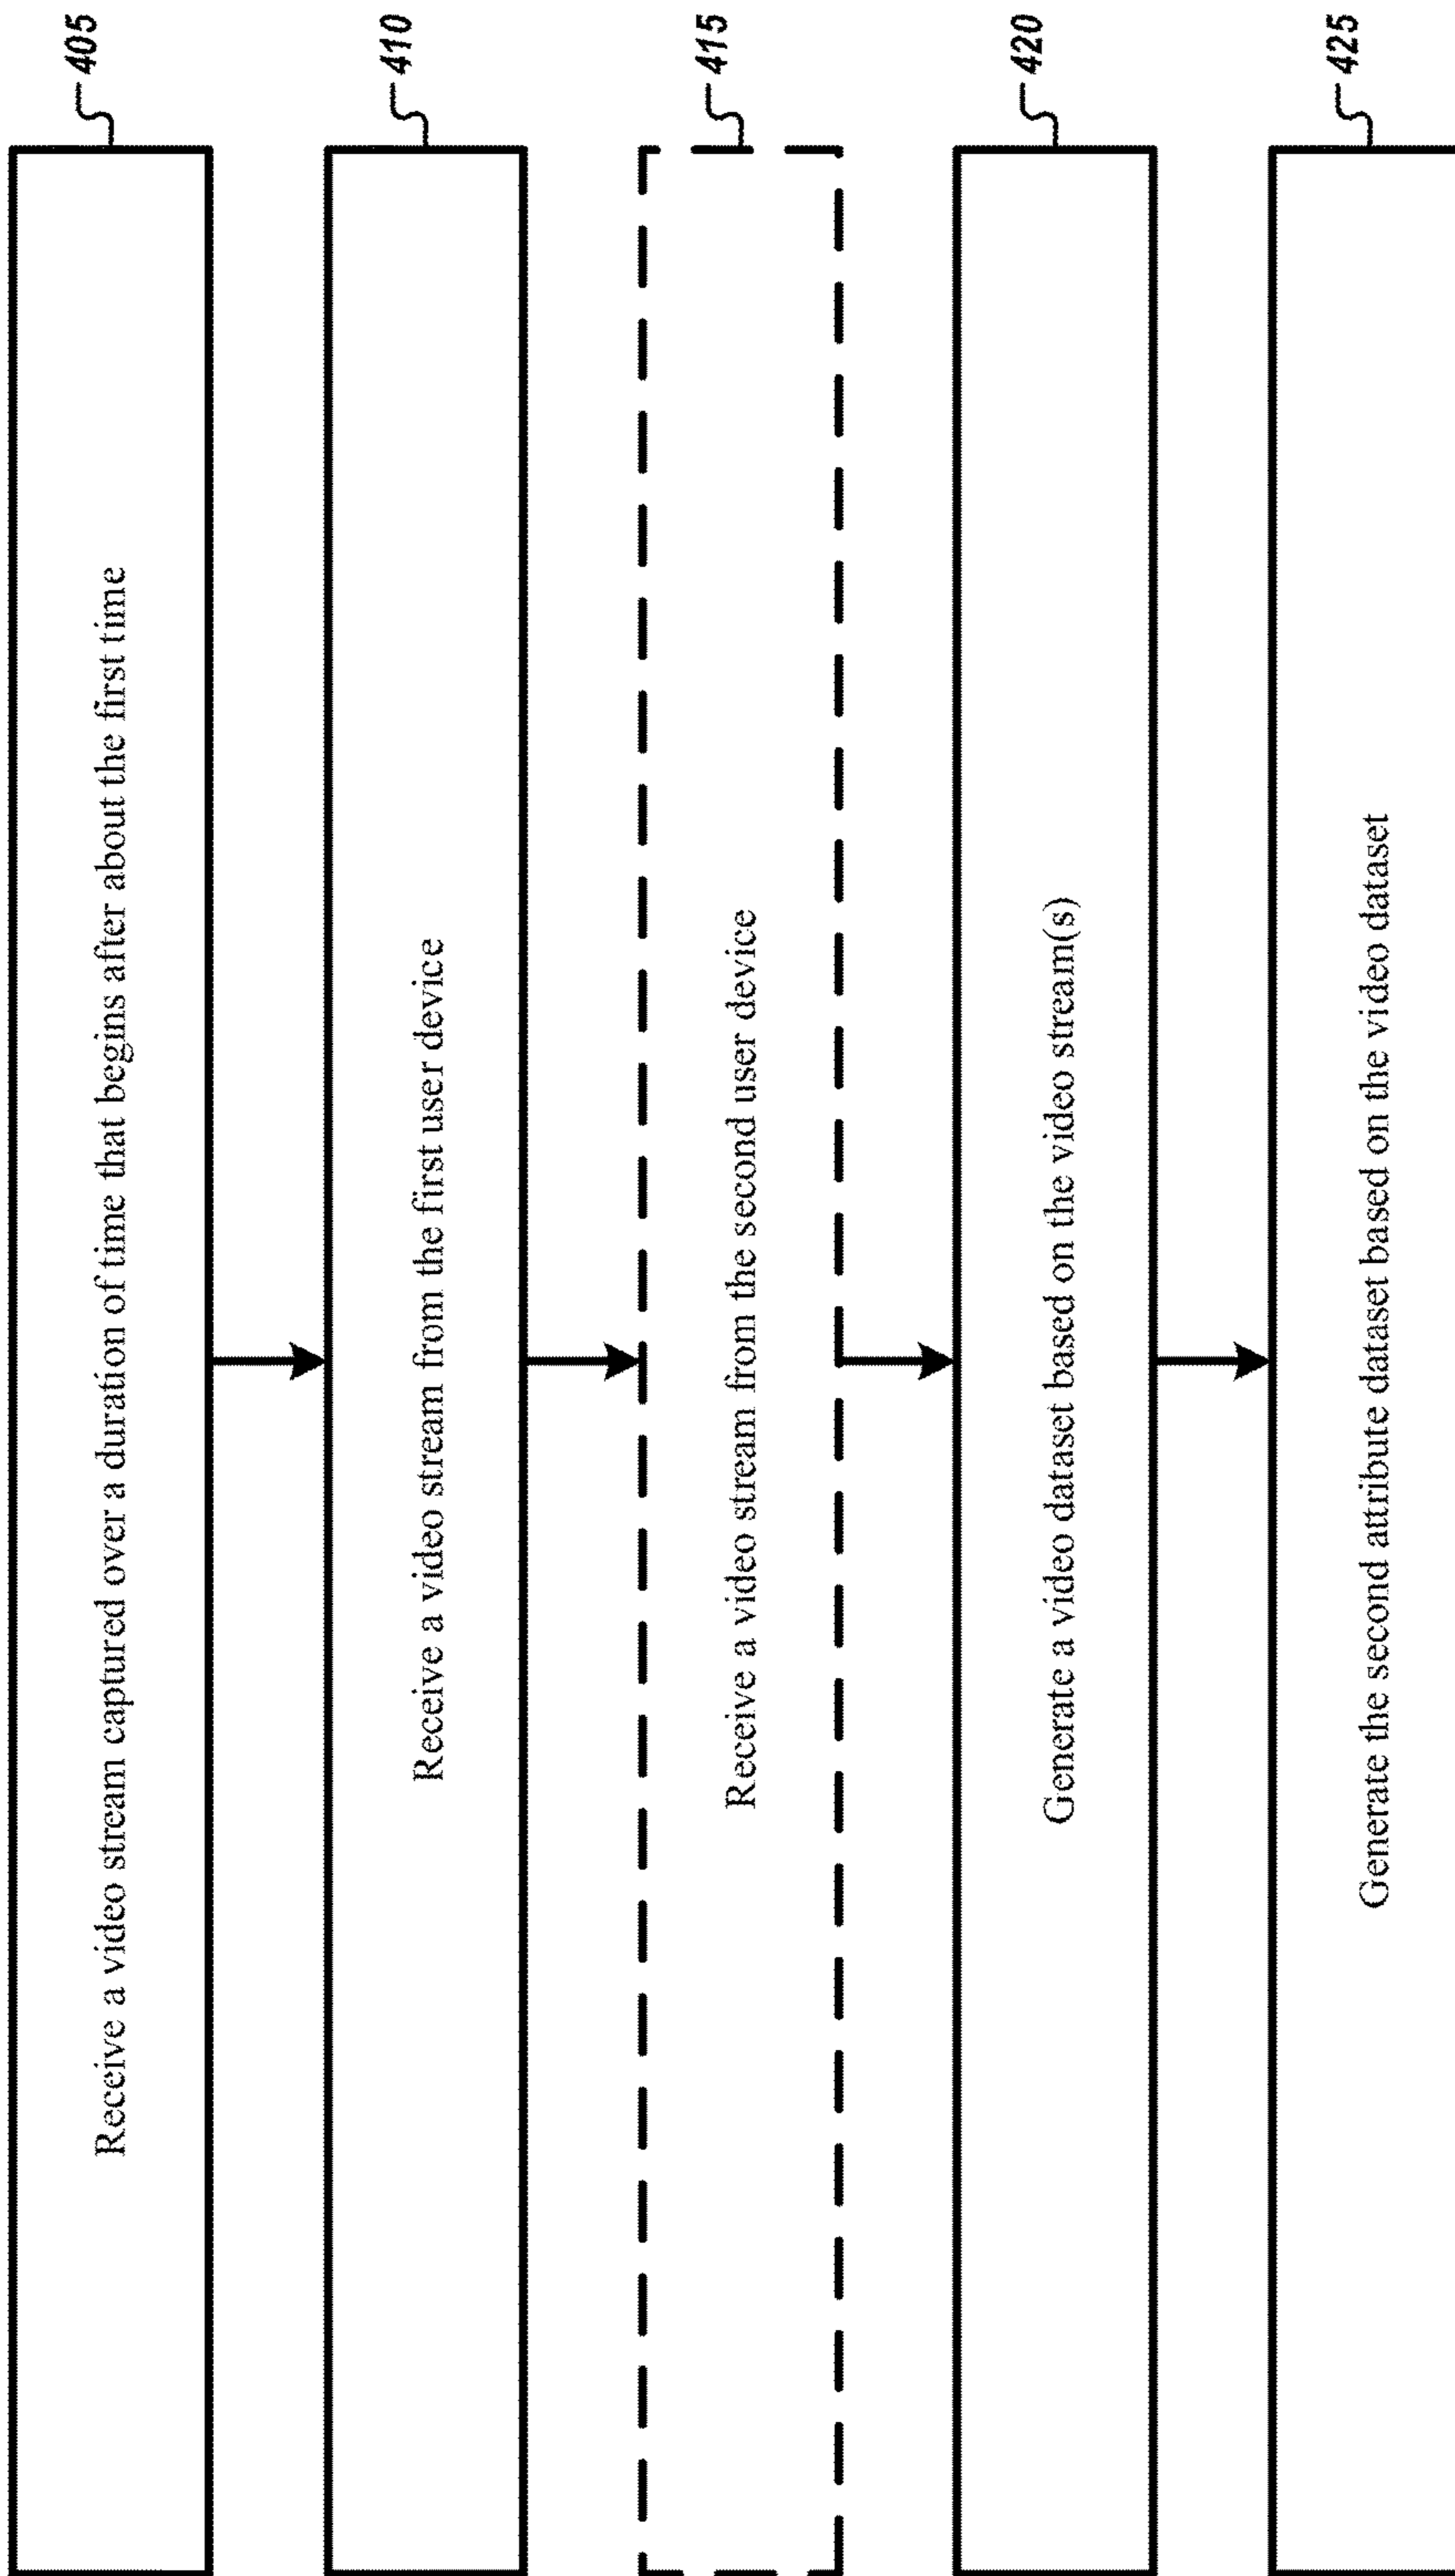 Receive a video stream captured over a duration of time that begins after about the first time
405
Receive a video stream from the first user device
410
Receive a video stream from the second user device
415
Generate a video dataset based on the video stream(s)
420
Generate the second attribute dataset based on the video dataset
425